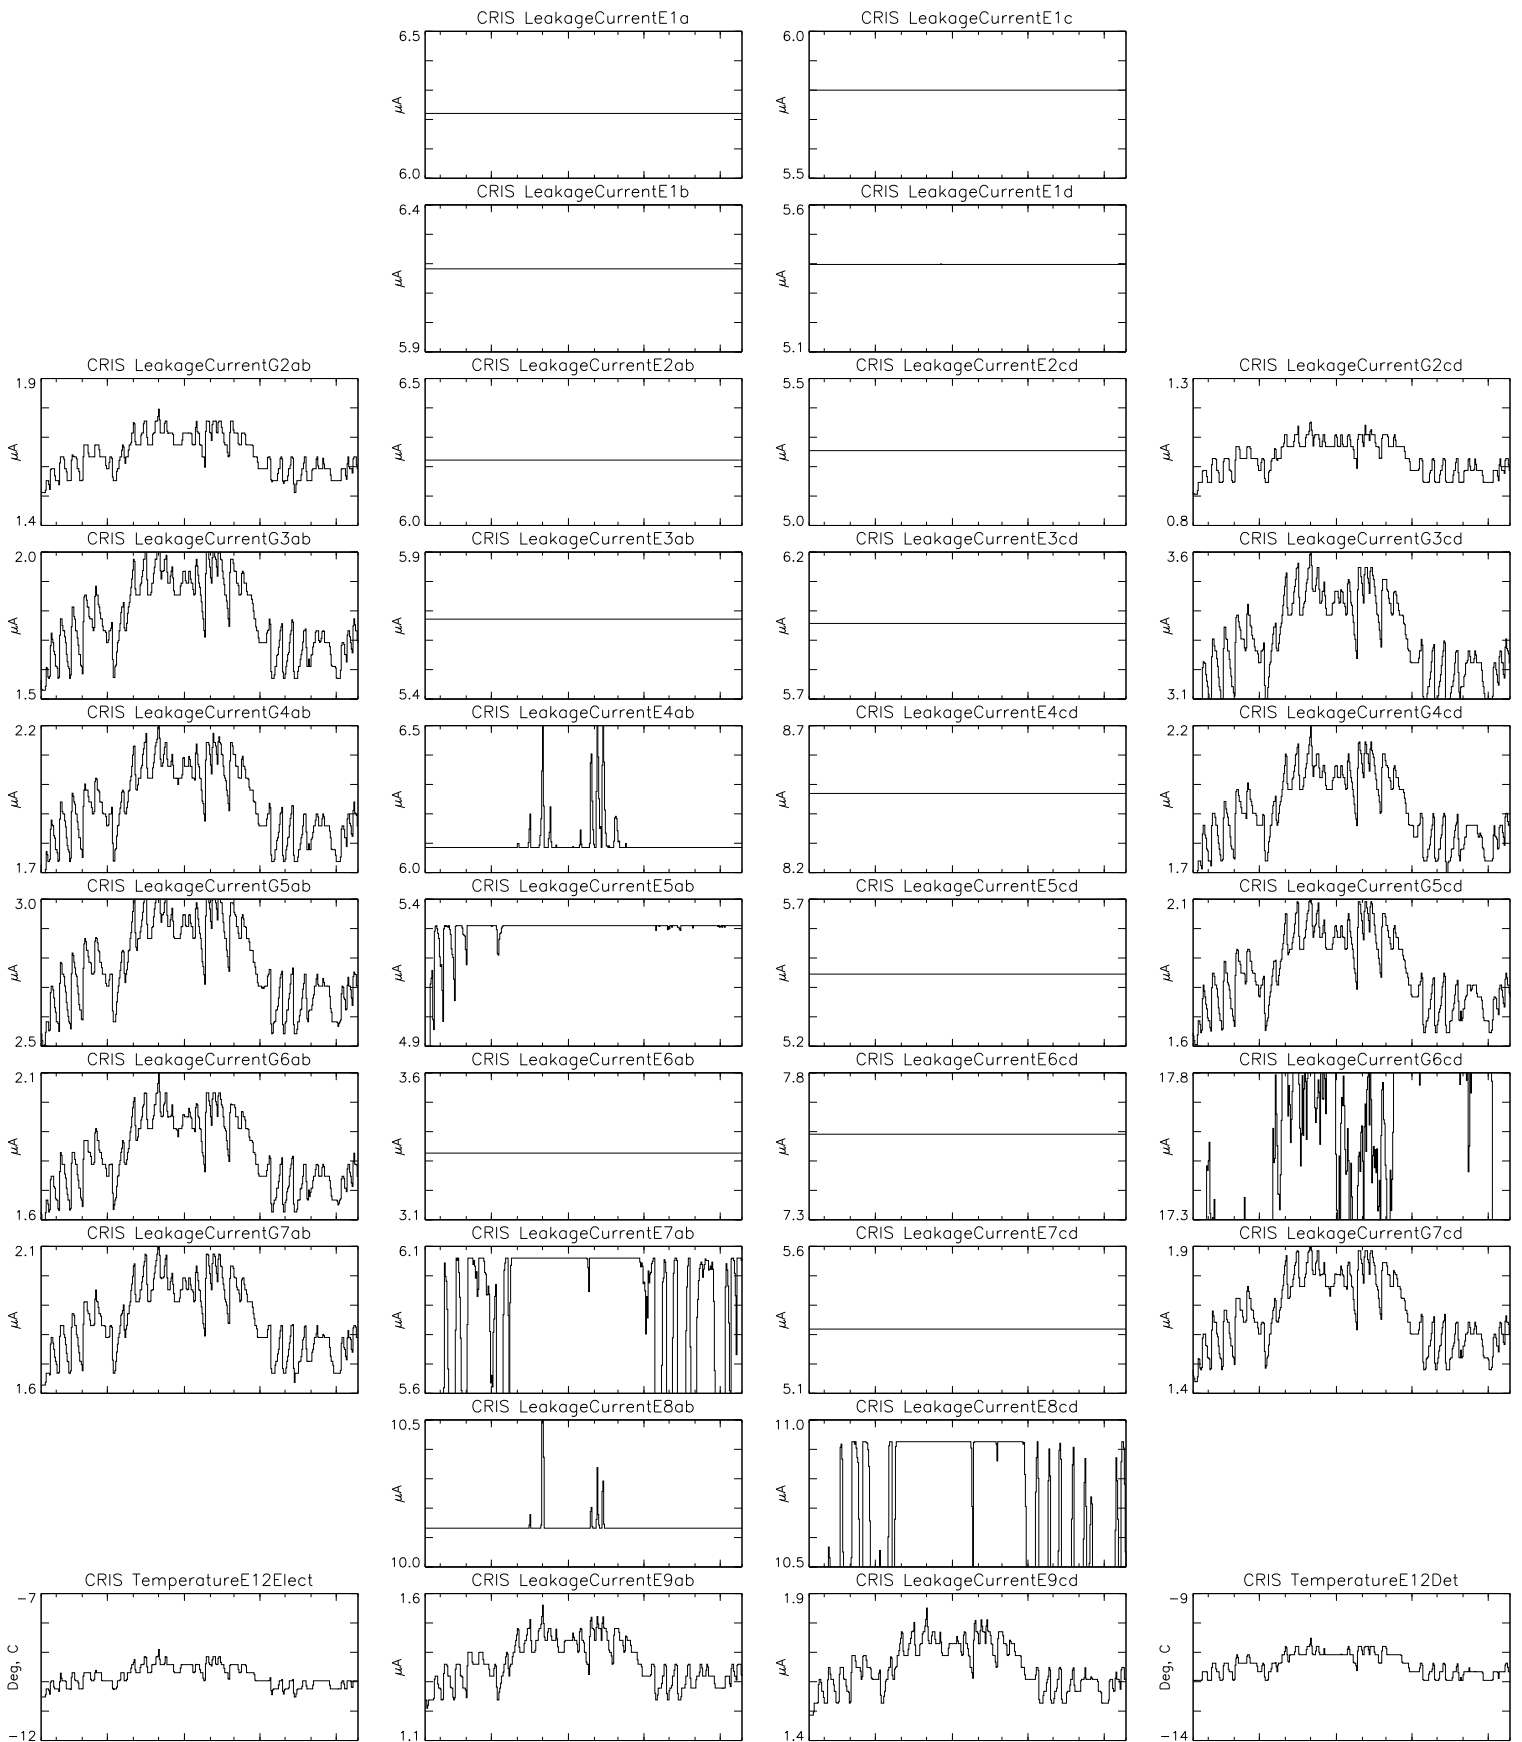 CRIS LeakageCurrentE1a
6.5
μA
6.0
CRIS LeakageCurrentE1c
6.0
μA
5.5
CRIS LeakageCurrentE1b
6.4
μA
5.9
CRIS LeakageCurrentE1d
5.6
μA
5.1
CRIS LeakageCurrentG2ab
1.9
μA
1.4
CRIS LeakageCurrentE2ab
6.5
μA
6.0
CRIS LeakageCurrentE2cd
5.5
μA
5.0
CRIS LeakageCurrentG2cd
1.3
μA
0.8
CRIS LeakageCurrentG3ab
2.0
μA
1.5
CRIS LeakageCurrentE3ab
5.9
μA
5.4
CRIS LeakageCurrentE3cd
6.2
μA
5.7
CRIS LeakageCurrentG3cd
3.6
μA
3.1
CRIS LeakageCurrentG4ab
2.2
μA
1.7
CRIS LeakageCurrentE4ab
6.5
μA
6.0
CRIS LeakageCurrentE4cd
8.7
μA
8.2
CRIS LeakageCurrentG4cd
2.2
μA
1.7
CRIS LeakageCurrentG5ab
3.0
μA
2.5
CRIS LeakageCurrentE5ab
5.4
μA
4.9
CRIS LeakageCurrentE5cd
5.7
μA
5.2
CRIS LeakageCurrentG5cd
2.1
μA
1.6
CRIS LeakageCurrentG6ab
2.1
μA
1.6
CRIS LeakageCurrentE6ab
3.6
μA
3.1
CRIS LeakageCurrentE6cd
7.8
μA
7.3
CRIS LeakageCurrentG6cd
17.8
μA
17.3
CRIS LeakageCurrentG7ab
2.1
μA
1.6
CRIS LeakageCurrentE7ab
6.1
μA
5.6
CRIS LeakageCurrentE7cd
5.6
μA
5.1
CRIS LeakageCurrentG7cd
1.9
μA
1.4
CRIS LeakageCurrentE8ab
10.5
μA
10.0
CRIS LeakageCurrentE8cd
11.0
μA
10.5
CRIS TemperatureE12Elect
−7
Deg, C
−12
CRIS LeakageCurrentE9ab
1.6
μA
1.1
CRIS LeakageCurrentE9cd
1.9
μA
1.4
CRIS TemperatureE12Det
−9
Deg, C
−14